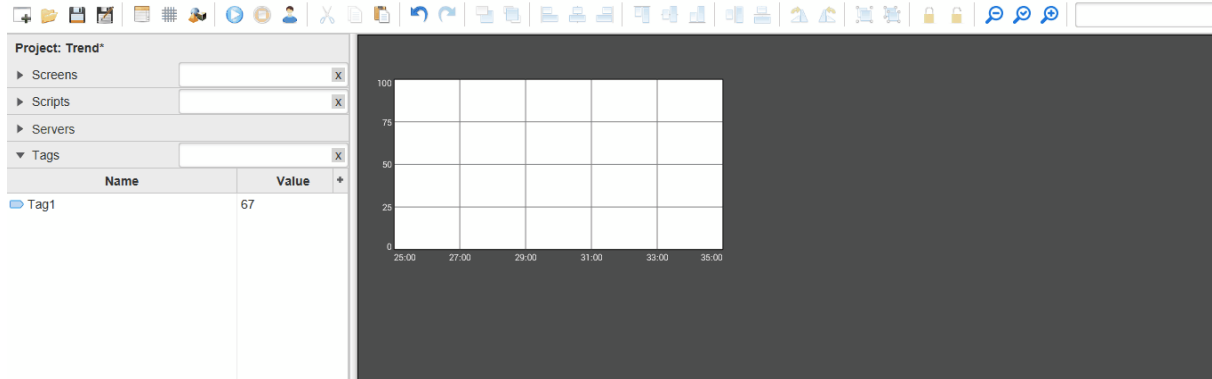 Project: Trend*
Screens x
Scripts x
Servers
Tags x
Name Value +
Tag1 67
100
75
50
25
0
25:00 27:00 29:00 31:00 33:00 35:00